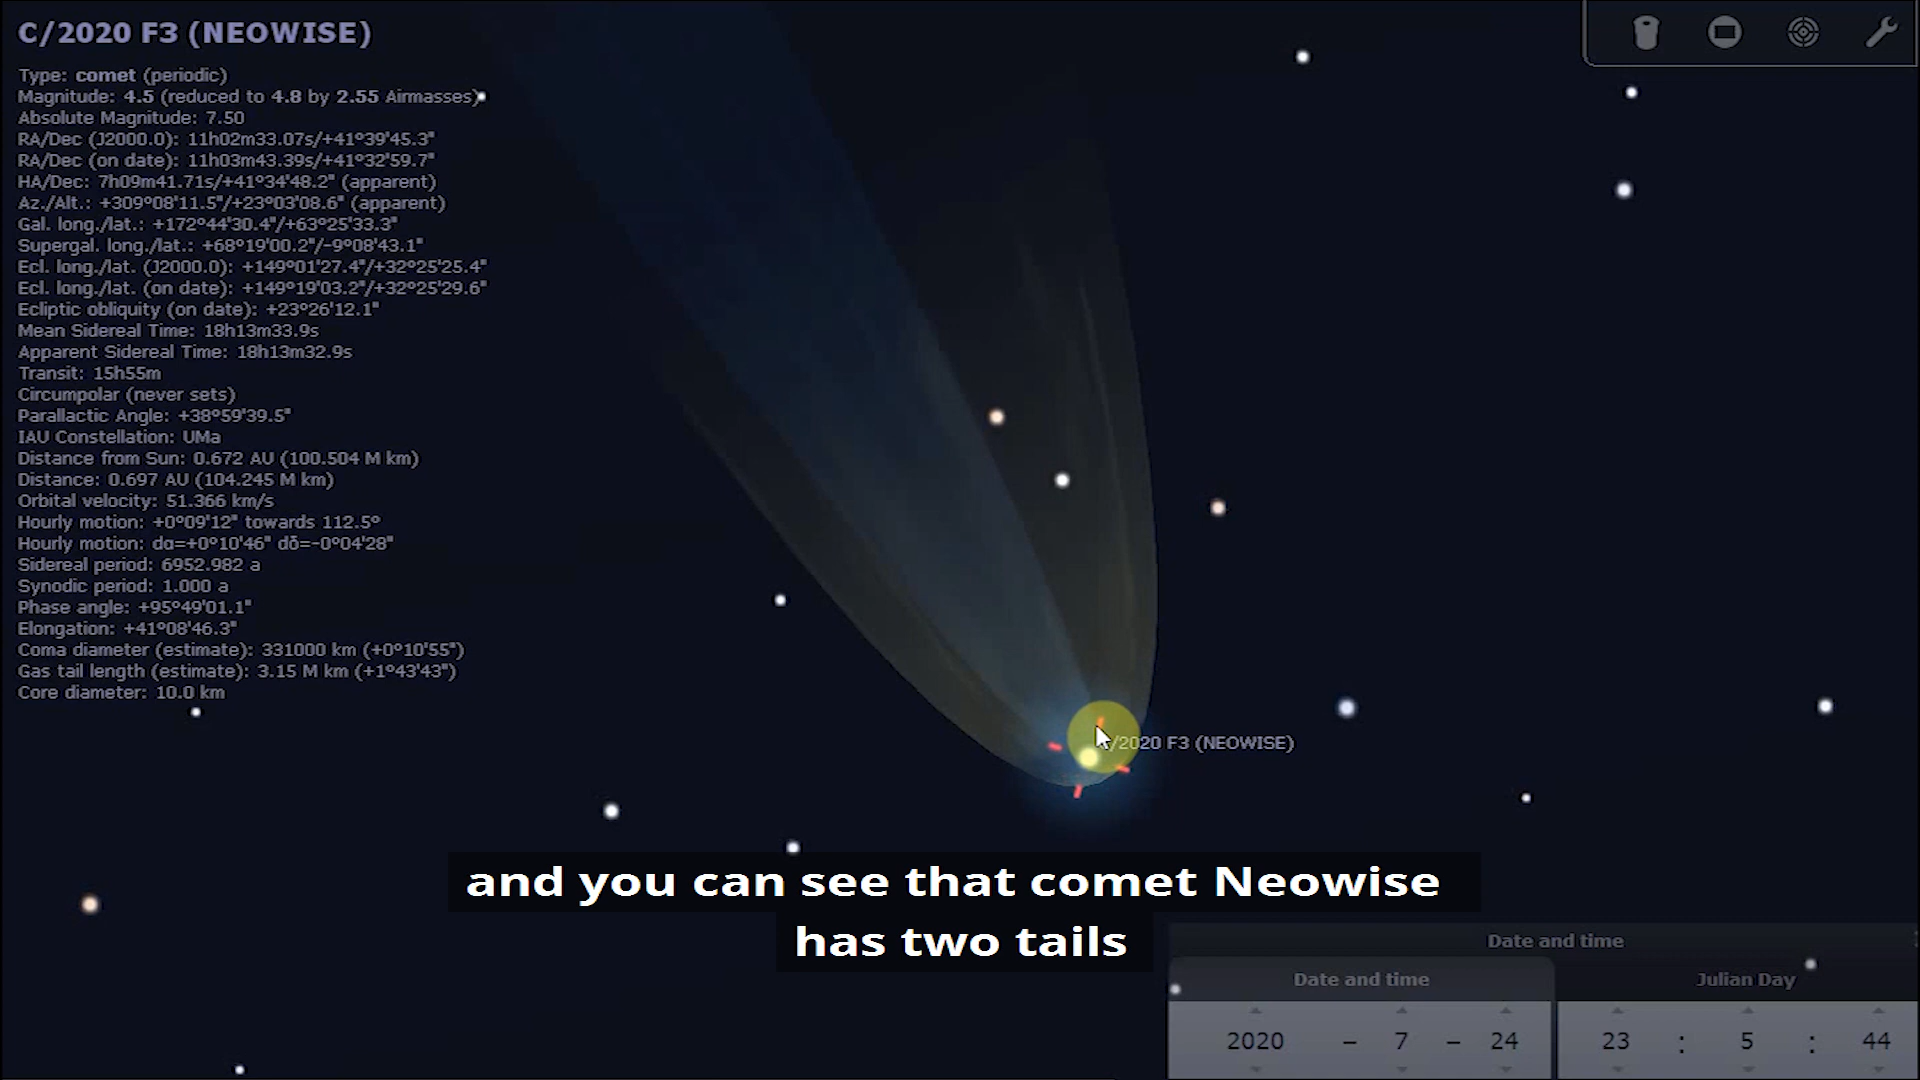 C/2020 F3 (NEOWISE)
Type: comet (periodic)
Magnitude: 4.5 (reduced to 4.8 by 2.55 Airmasses)
Absolute Magnitude: 7.50
RA/Dec (J2000.0): 11h02m33.07s/+41°39'45.3"
RA/Dec (on date): 11h03m43.39s/+41°32'59.7"
HA/Dec: 7h09m41.71s/+41°34'48.2" (apparent)
Az./Alt.: +309°08'11.5"/+23°03'08.6" (apparent)
Gal. long./lat.: +172°44'30.4"/+63°25'33.3"
Supergal. long./lat.: +68°19'00.2"/-9°08'43.1"
Ecl. long./lat. (J2000.0): +149°01'27.4"/+32°25'25.4"
Ecl. long./lat. (on date): +149°19'03.2"/+32°25'29.6"
Ecliptic obliquity (on date): +23°26'12.1"
Mean Sidereal Time: 18h13m33.9s
Apparent Sidereal Time: 18h13m32.9s
Transit: 15h55m
Circumpolar (never sets)
Parallactic Angle: +38°59'39.5"
IAU Constellation: UMa
Distance from Sun: 0.672 AU (100.504 M km)
Distance: 0.697 AU (104.245 M km)
Orbital velocity: 51.366 km/s
Hourly motion: +0°09'12" towards 112.5°
Hourly motion: dα=+0°10'46" dδ=-0°04'28"
Sidereal period: 6952.982 a
Synodic period: 1.000 a
Phase angle: +95°49'01.1"
Elongation: +41°08'46.3"
Coma diameter (estimate): 331000 km (+0°10'55")
Gas tail length (estimate): 3.15 M km (+1°43'43")
Core diameter: 10.0 km
/2020 F3 (NEOWISE)
and you can see that comet Neowise
has two tails
Date and time
Date and time Julian Day
2020 – 7 – 24 23 : 5 : 44